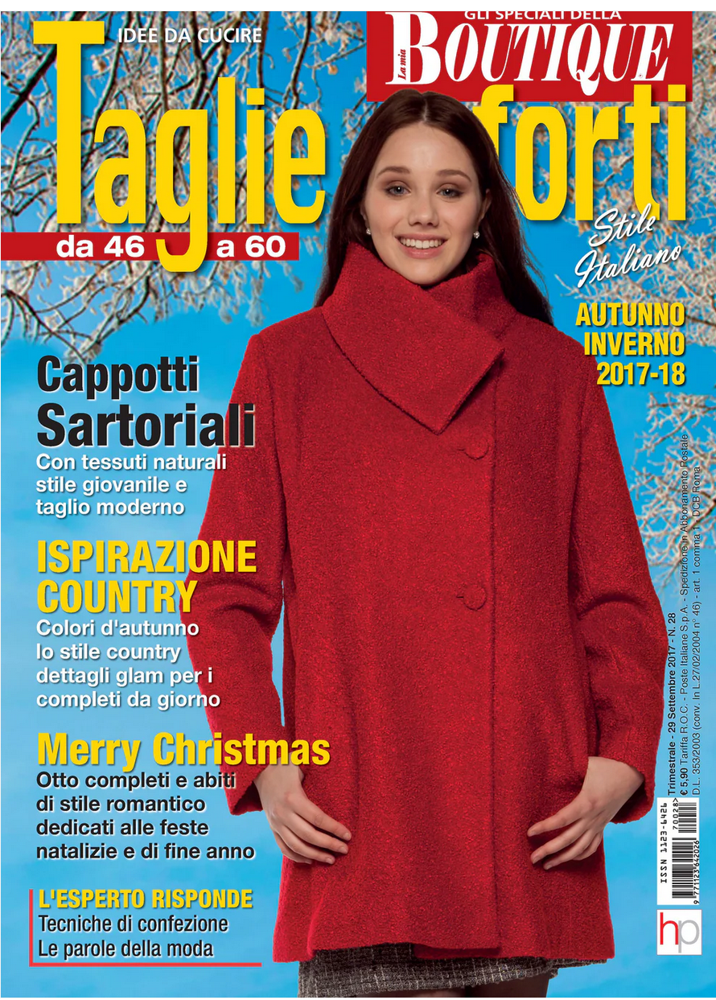 GLI SPECIALI DELLA
IDEE DA CUCIRE
La mia
BOUTIQUE
Taglie forti
da 46 a 60
Stile
Italiano
AUTUNNO
INVERNO
2017-18
Cappotti
Sartoriali
Con tessuti naturali
stile giovanile e
taglio moderno
ISPIRAZIONE
COUNTRY
Colori d'autunno
lo stile country
dettagli glam per i
completi da giorno
Merry Christmas
Otto completi e abiti
di stile romantico
dedicati alle feste
natalizie e di fine anno
L'ESPERTO RISPONDE
Tecniche di confezione
Le parole della moda
Trimestrale - 29 Settembre 2017 - N. 28
€ 5,90 Tariffa R.O.C. - Poste Italiane S.p.A. - Spedizione in Abbonamento Postale
D.L. 353/2003 (conv. In L.27/02/2004 n° 46) - art. 1 comma 1 - DCB Roma
ISSN 1123-6426
70028>
9 771123 642026
hp